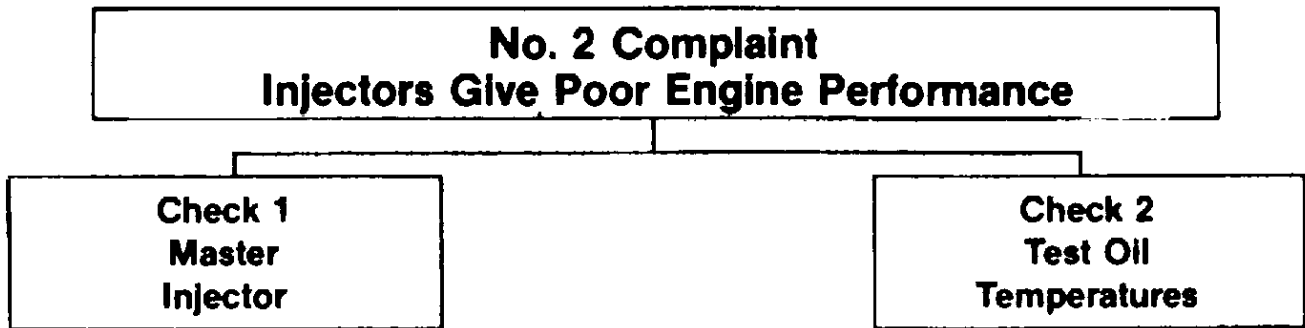 No. 2 Complaint
Injectors Give Poor Engine Performance
Check 1
Master
Injector
Check 2
Test Oil
Temperatures